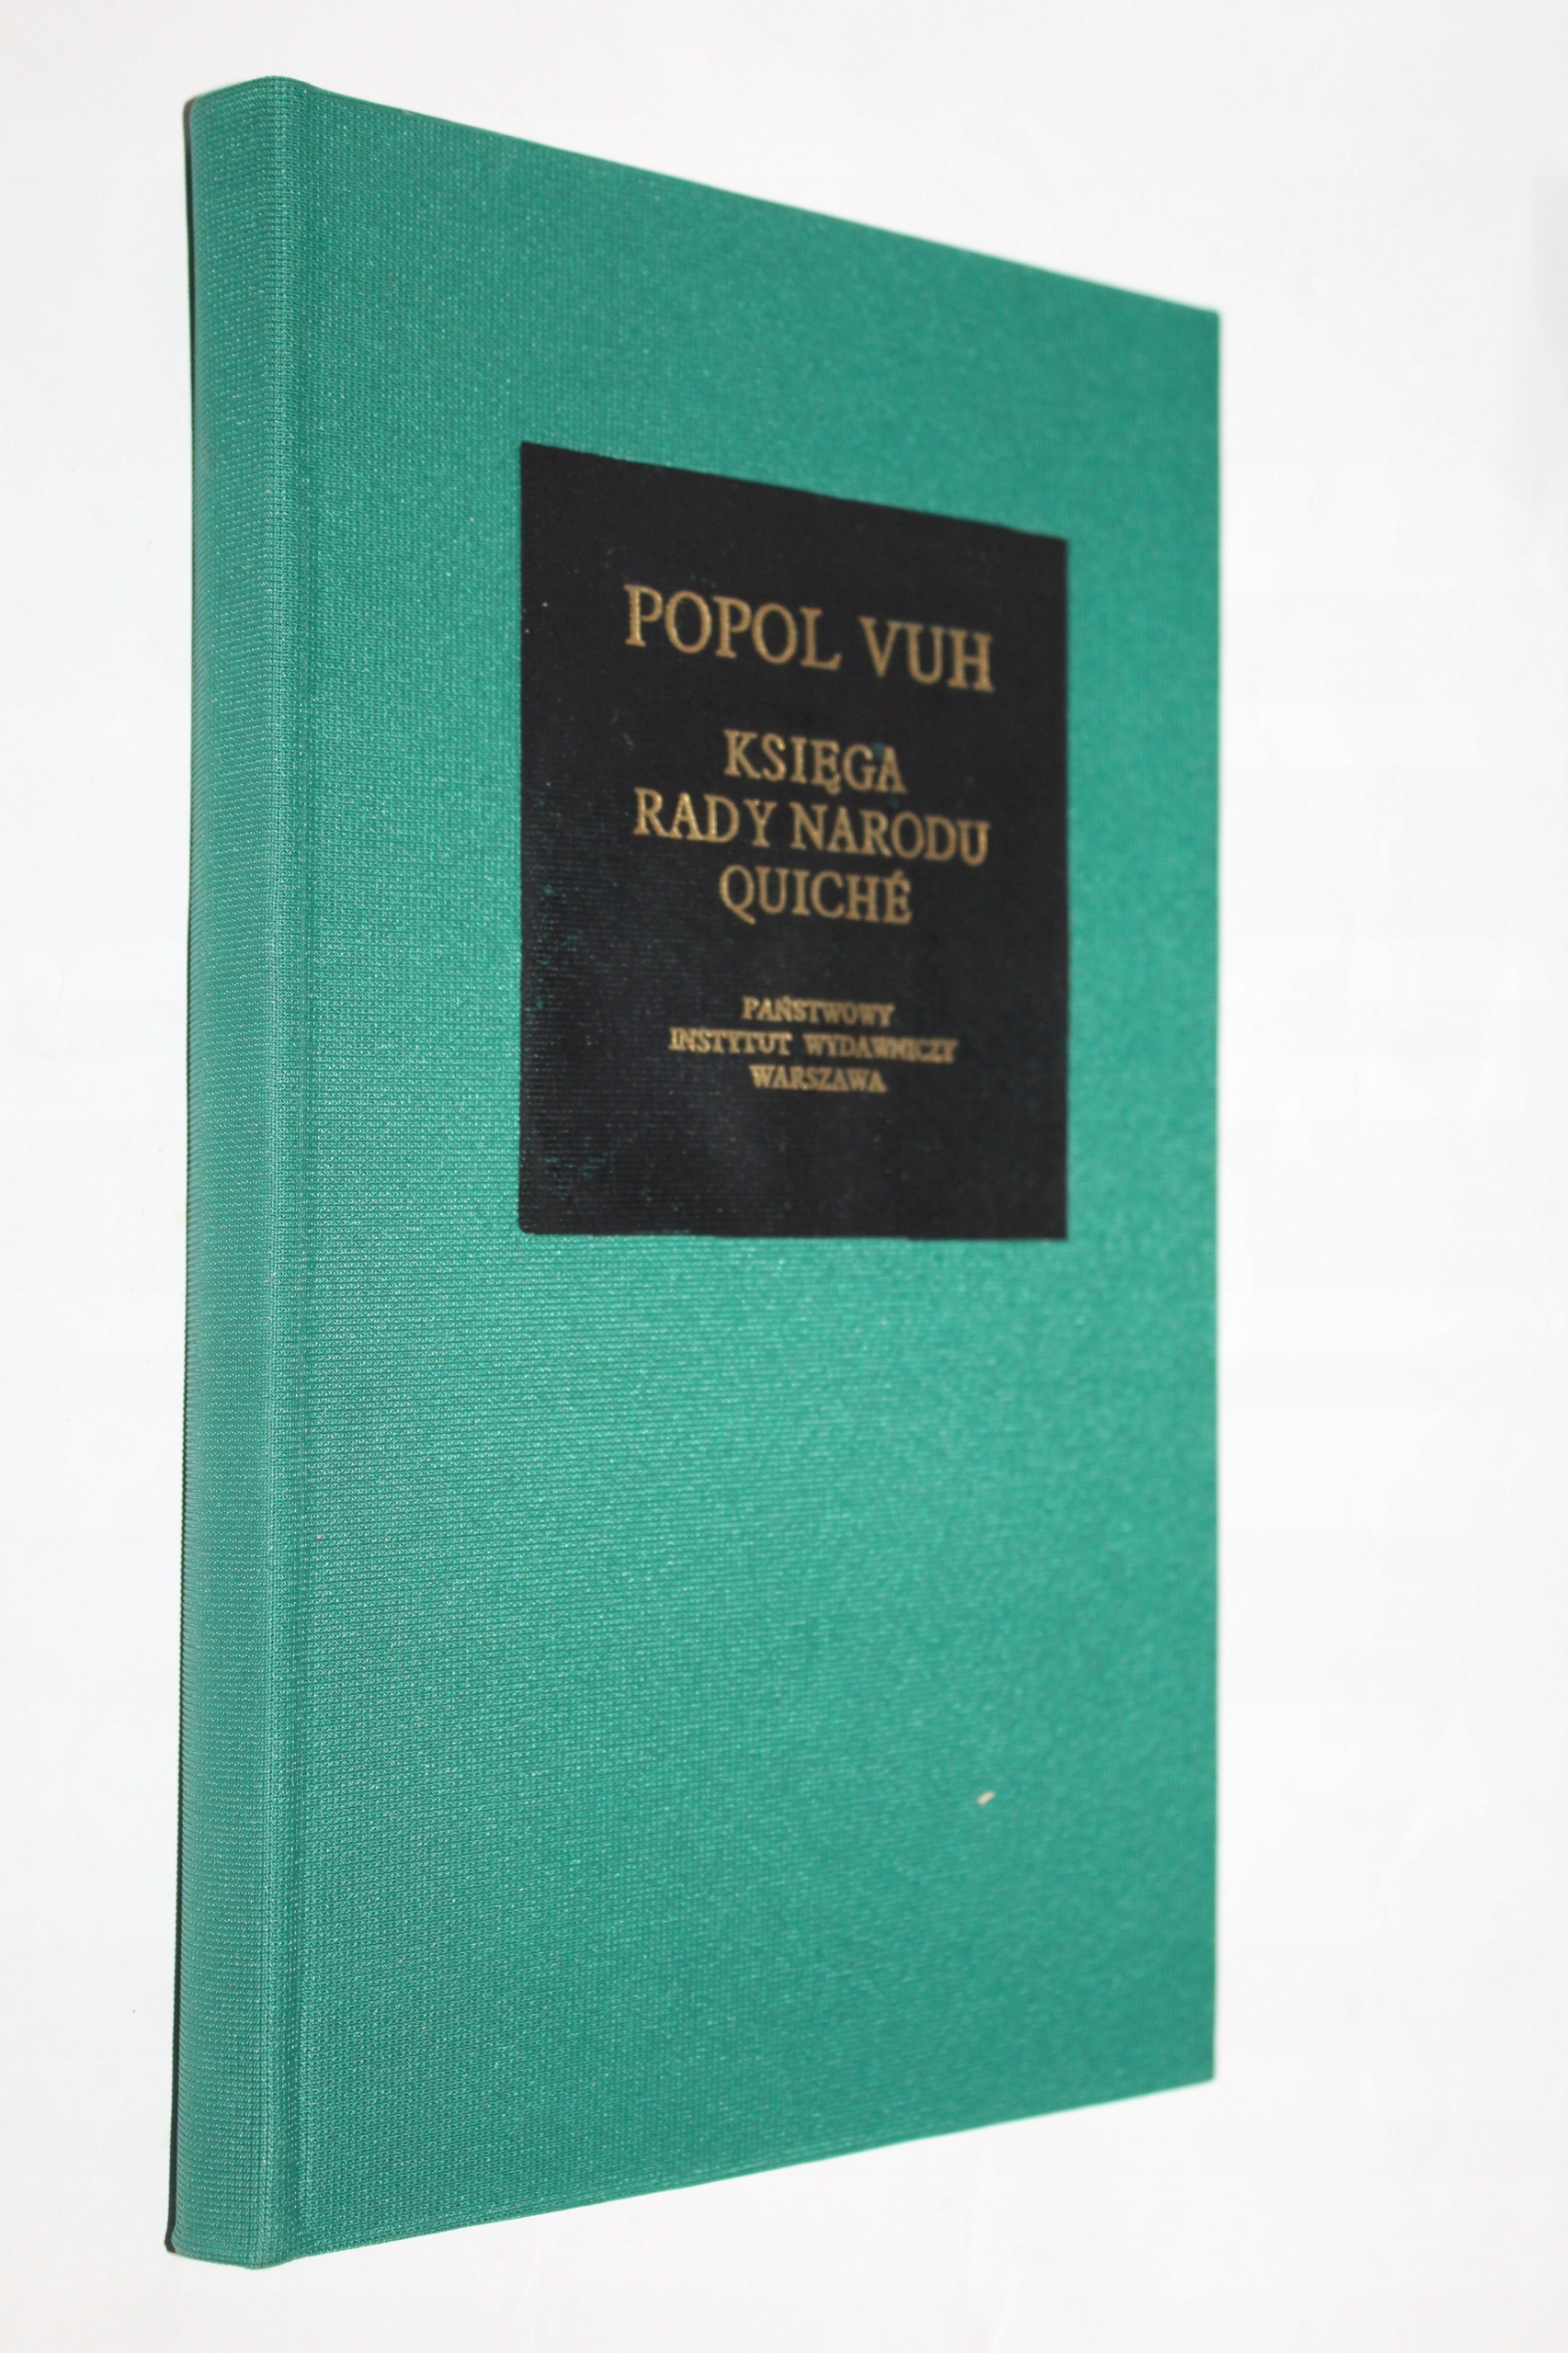 POPOL VUH
KSIĘGA
RADY NARODU
QUICHÉ
PAŃSTWOWY
INSTYTUT WYDAWNICZY
WARSZAWA